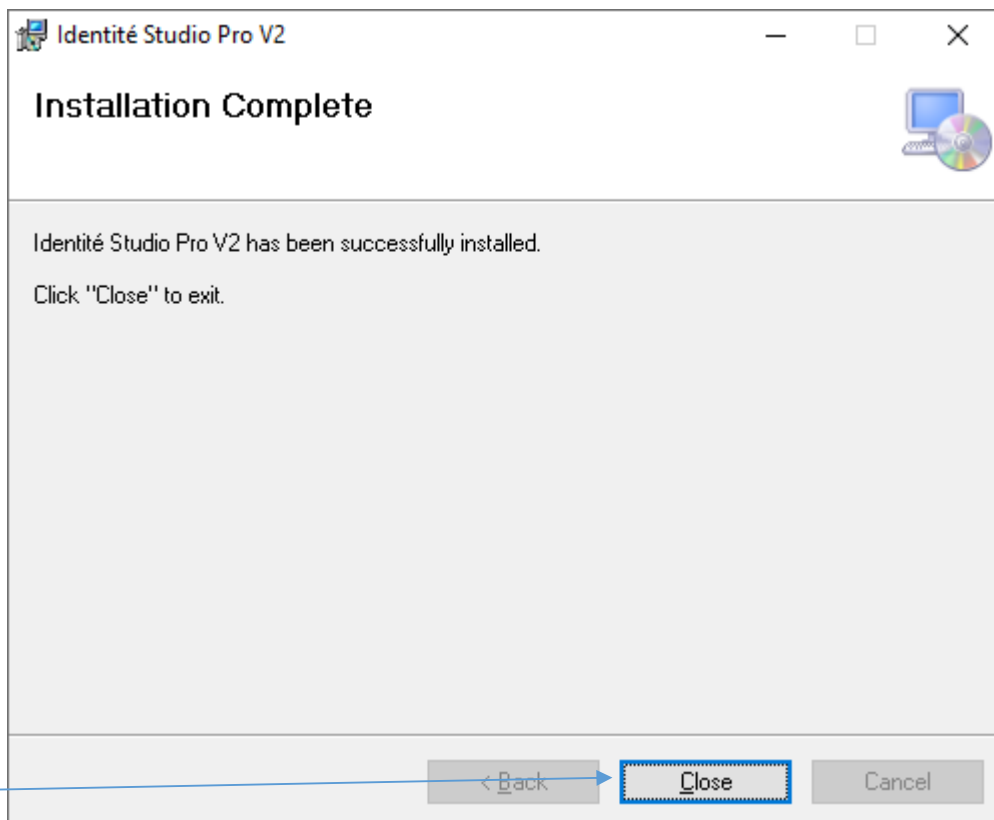 Identité Studio Pro V2
Installation Complete
Identité Studio Pro V2 has been successfully installed.
Click "Close" to exit.
< Back
Close
Cancel